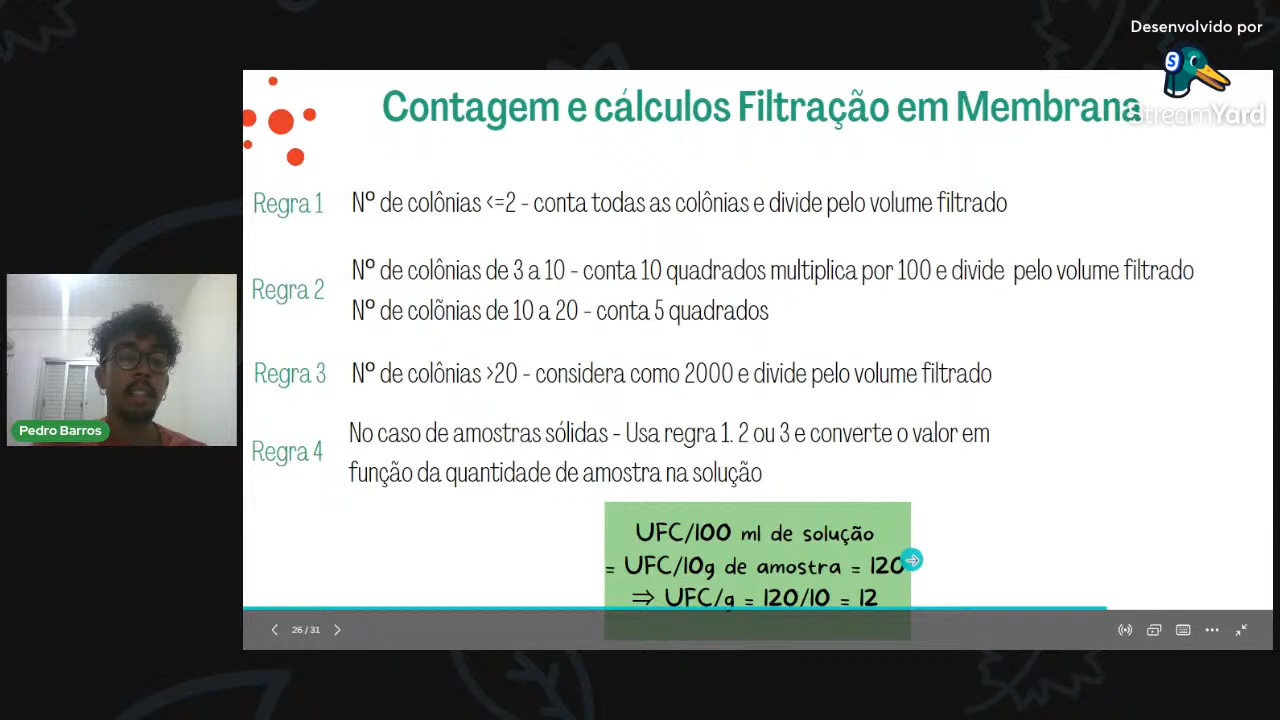 Desenvolvido por
S
StreamYard
Contagem e cálculos Filtração em Membrana
Regra 1
Nº de colônias <=2 - conta todas as colônias e divide pelo volume filtrado
Regra 2
Nº de colônias de 3 a 10 - conta 10 quadrados multiplica por 100 e divide pelo volume filtrado
Nº de colõnias de 10 a 20 - conta 5 quadrados
Regra 3
Nº de colônias >20 - considera como 2000 e divide pelo volume filtrado
Regra 4
No caso de amostras sólidas - Usa regra 1. 2 ou 3 e converte o valor em
função da quantidade de amostra na solução
Pedro Barros
UFC/100 ml de solução
= UFC/10g de amostra = 120
⇒ UFC/g = 120/10 = 12
26 / 31